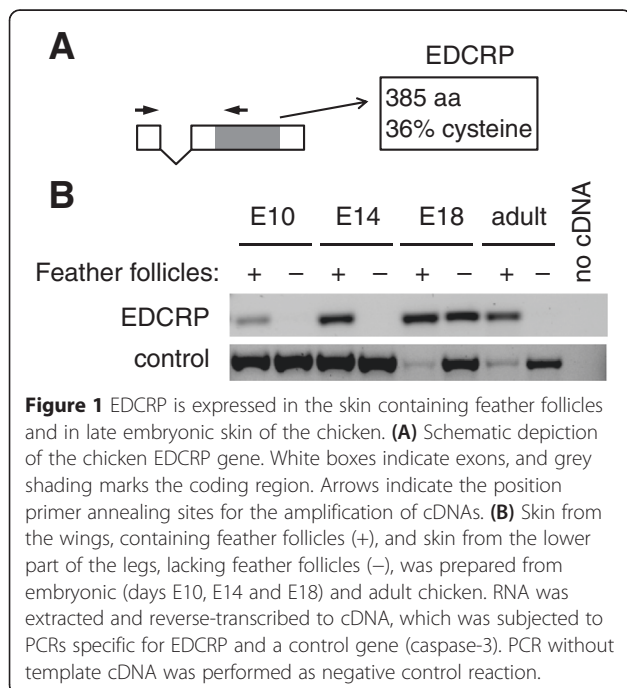 A
EDCRP
385 aa
36% cysteine
B
E10 E14 E18 adult no cDNA
Feather follicles: + − + − + − + −
EDCRP
control
Figure 1 EDCRP is expressed in the skin containing feather follicles
and in late embryonic skin of the chicken. (A) Schematic depiction
of the chicken EDCRP gene. White boxes indicate exons, and grey
shading marks the coding region. Arrows indicate the position
primer annealing sites for the amplification of cDNAs. (B) Skin from
the wings, containing feather follicles (+), and skin from the lower
part of the legs, lacking feather follicles (−), was prepared from
embryonic (days E10, E14 and E18) and adult chicken. RNA was
extracted and reverse-transcribed to cDNA, which was subjected to
PCRs specific for EDCRP and a control gene (caspase-3). PCR without
template cDNA was performed as negative control reaction.